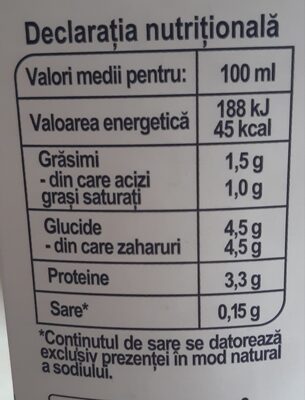 Declarația nutrițională
Valori medii pentru: 100 ml
Valoarea energetică 188 kJ
45 kcal
Grăsimi 1,5 g
- din care acizi
grași saturați 1,0 g
Glucide 4,5 g
- din care zaharuri 4,5 g
Proteine 3,3 g
Sare* 0,15 g
*Conținutul de sare se datorează
exclusiv prezenței în mod natural
a sodiului.